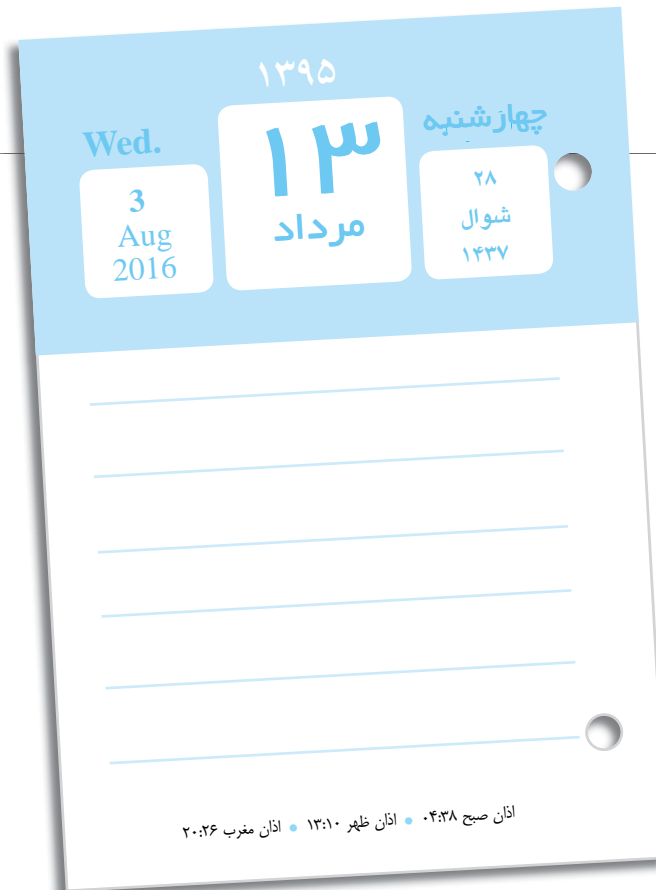 ۱۳۹۵
چهارشنبه
۲۸
شوال
۱۴۳۷
۱۳
مرداد
Wed.
3
Aug
2016
اذان صبح ۰۴:۳۸ • اذان ظهر ۱۳:۱۰ • اذان مغرب ۲۰:۲۶